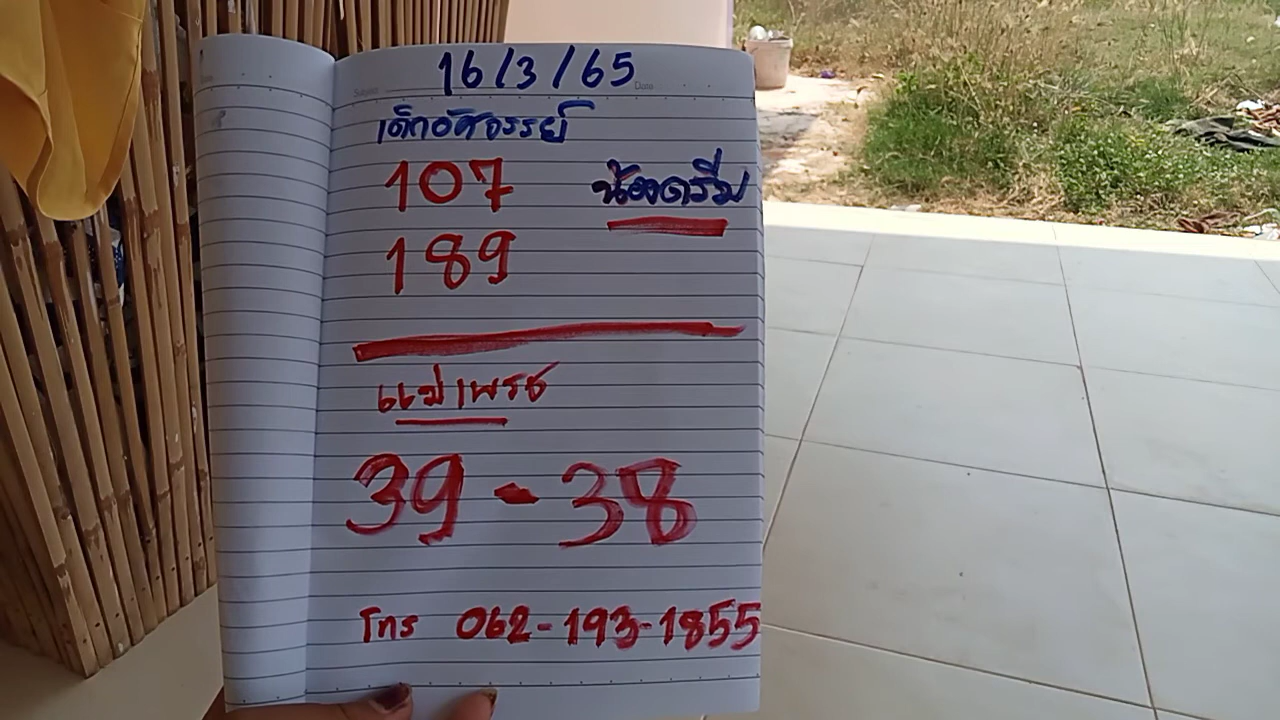 16/3/65
เด็กอัศจรรย์
107 น้องดรีม
189
แม่เพรช
39 - 38
โทร 062-193-1855